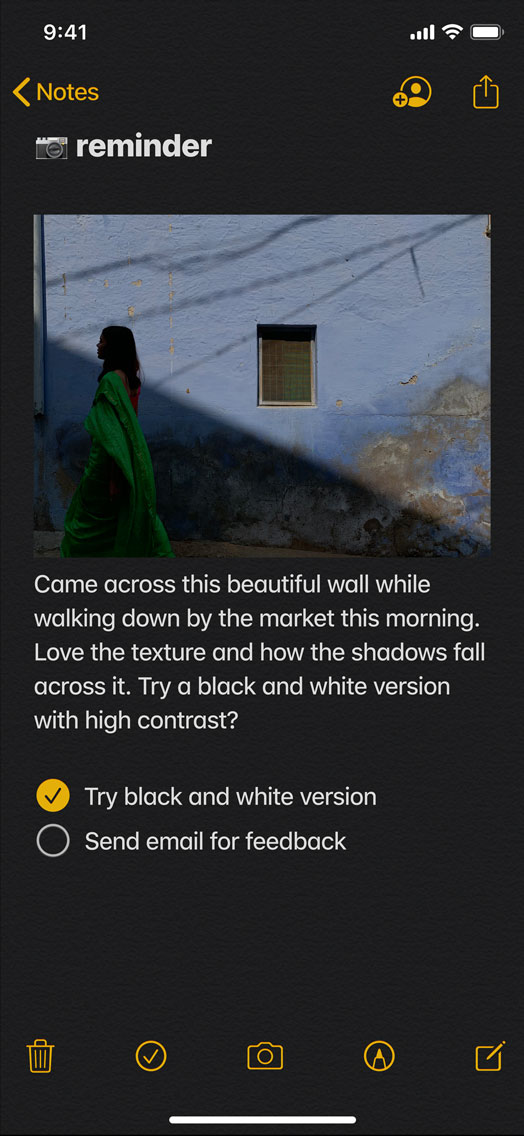 9:41
Notes
📷 reminder
Came across this beautiful wall while
walking down by the market this morning.
Love the texture and how the shadows fall
across it. Try a black and white version
with high contrast?
Try black and white version
Send email for feedback